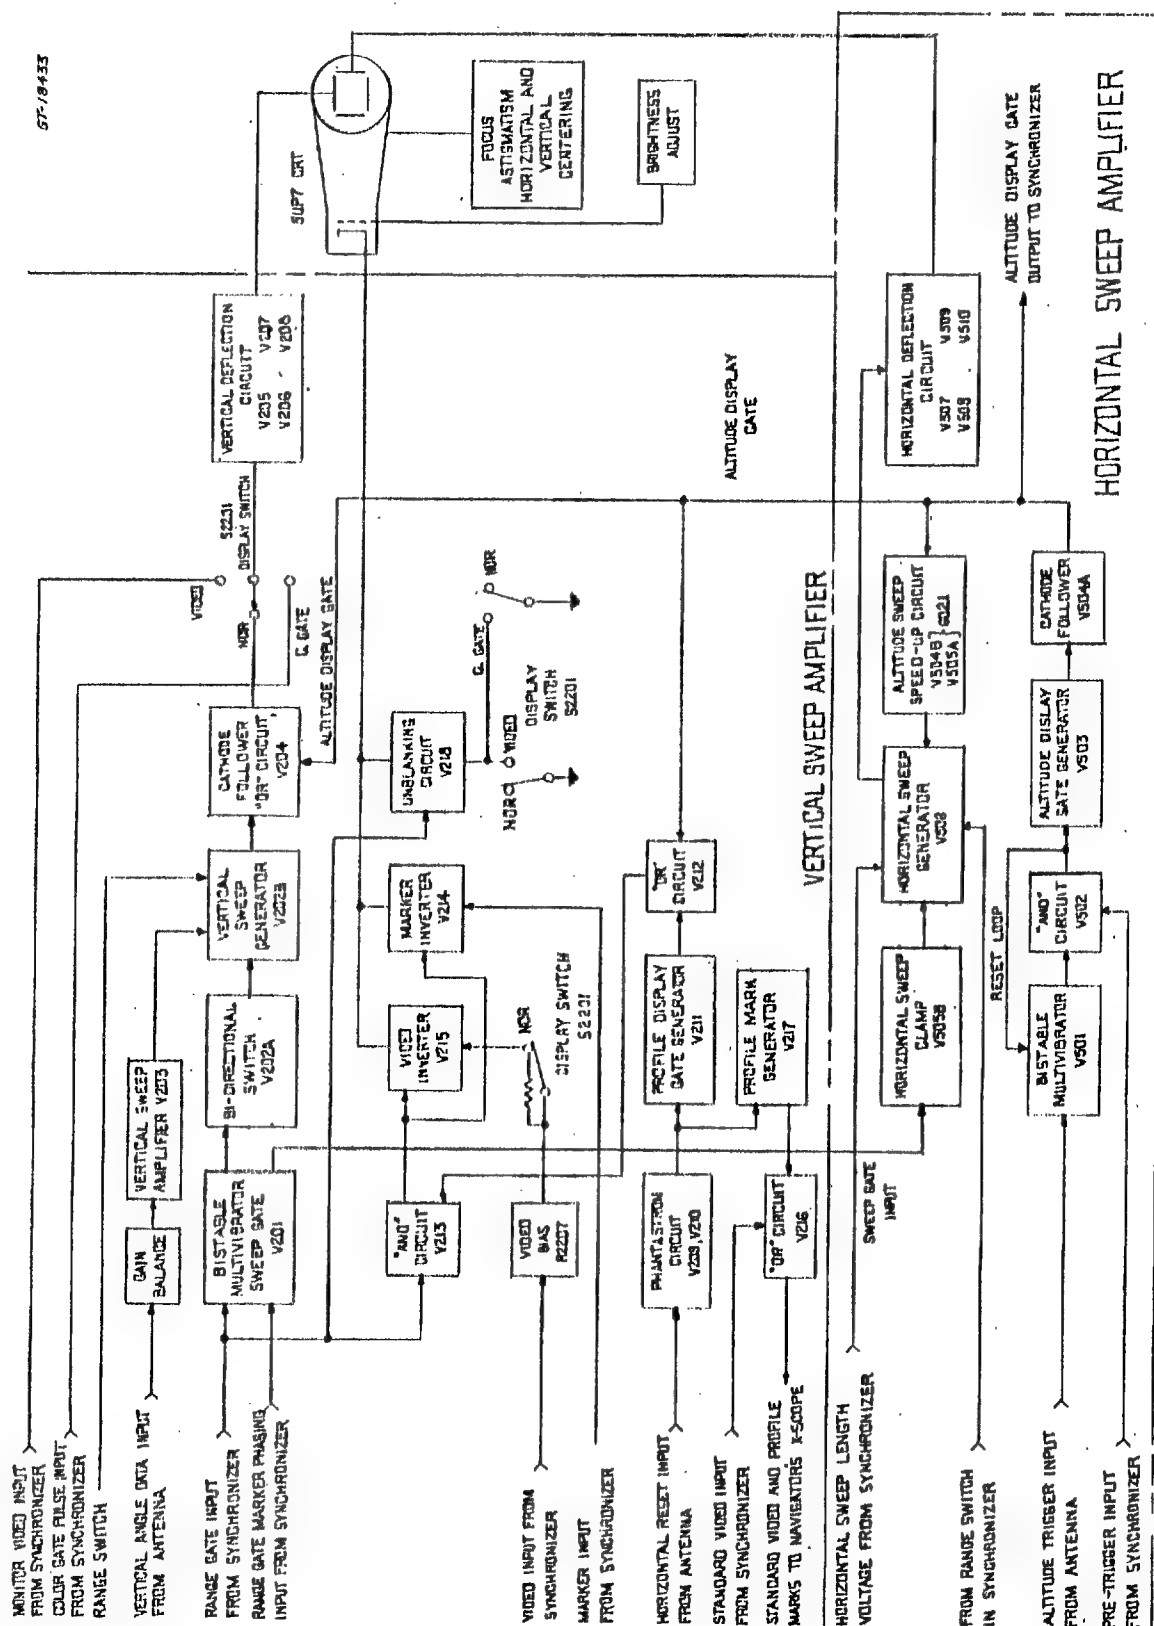 GT-18433
MONITOR VIDEO INPUT
FROM SYNCHRONIZER
COLOR GATE PULSE INPUT
FROM SYNCHRONIZER
RANGE SWITCH
VERTICAL ANGLE DATA INPUT
FROM ANTENNA
RANGE GATE INPUT
FROM SYNCHRONIZER
RANGE GATE MARKER PHASING
INPUT FROM SYNCHRONIZER
GAIN
BALANCE
VERTICAL SWEEP
AMPLIFIER V203
BISTABLE
MULTIVIBRATOR
SWEEP GATE
V201
BI-DIRECTIONAL
SWITCH
V202A
VERTICAL
SWEEP
GENERATOR
V202B
CATHODE
FOLLOWER
"OR" CIRCUIT
V204
VIDEO
NOR
C. GATE
S2201
DISPLAY SWITCH
VERTICAL DEFLECTION
CIRCUIT
V205 V207
V206 - V208
5UP7 CRT
FOCUS
ASTIGMATISM
HORIZONTAL AND
VERTICAL
CENTERING
BRIGHTNESS
ADJUST
ALTITUDE DISPLAY GATE
VIDEO INPUT FROM
SYNCHRONIZER
MARKER INPUT
FROM SYNCHRONIZER
"AND"
CIRCUIT
V213
VIDEO
BIAS
R2207
VIDEO
INVERTER
V215
MARKER
INVERTER
V214
UNBLANKING
CIRCUIT
V218
NOR
DISPLAY SWITCH
S2201
NOR
VIDEO
C. GATE
NOR
DISPLAY
SWITCH
S2201
HORIZONTAL RESET INPUT
FROM ANTENNA
STANDARD VIDEO INPUT
FROM SYNCHRONIZER
STANDARD VIDEO AND PROFILE
MARKS TO NAVIGATORS X-SCOPE
PHANTASTRON
CIRCUIT
V209, V210
"OR" CIRCUIT
V216
PROFILE DISPLAY
GATE GENERATOR
V211
PROFILE MARK
GENERATOR
V217
"OR"
CIRCUIT
V212
ALTITUDE DISPLAY
GATE
VERTICAL SWEEP AMPLIFIER
HORIZONTAL SWEEP LENGTH
VOLTAGE FROM SYNCHRONIZER
SWEEP GATE
INPUT
FROM RANGE SWITCH
IN SYNCHRONIZER
HORIZONTAL SWEEP
CLAMP
V505B
HORIZONTAL SWEEP
GENERATOR
V506
ALTITUDE SWEEP
SPEED-UP CIRCUIT
V504B
V505A
HORIZONTAL DEFLECTION
CIRCUIT
V507 V509
V508 V510
ALTITUDE DISPLAY GATE
OUTPUT TO SYNCHRONIZER
ALTITUDE TRIGGER INPUT
FROM ANTENNA
PRE-TRIGGER INPUT
FROM SYNCHRONIZER
RESET LOOP
BISTABLE
MULTIVIBRATOR
V501
"AND"
CIRCUIT
V502
ALTITUDE DISLAY
GATE GENERATOR
V503
CATHODE
FOLLOWER
V504A
HORIZONTAL SWEEP AMPLIFIER